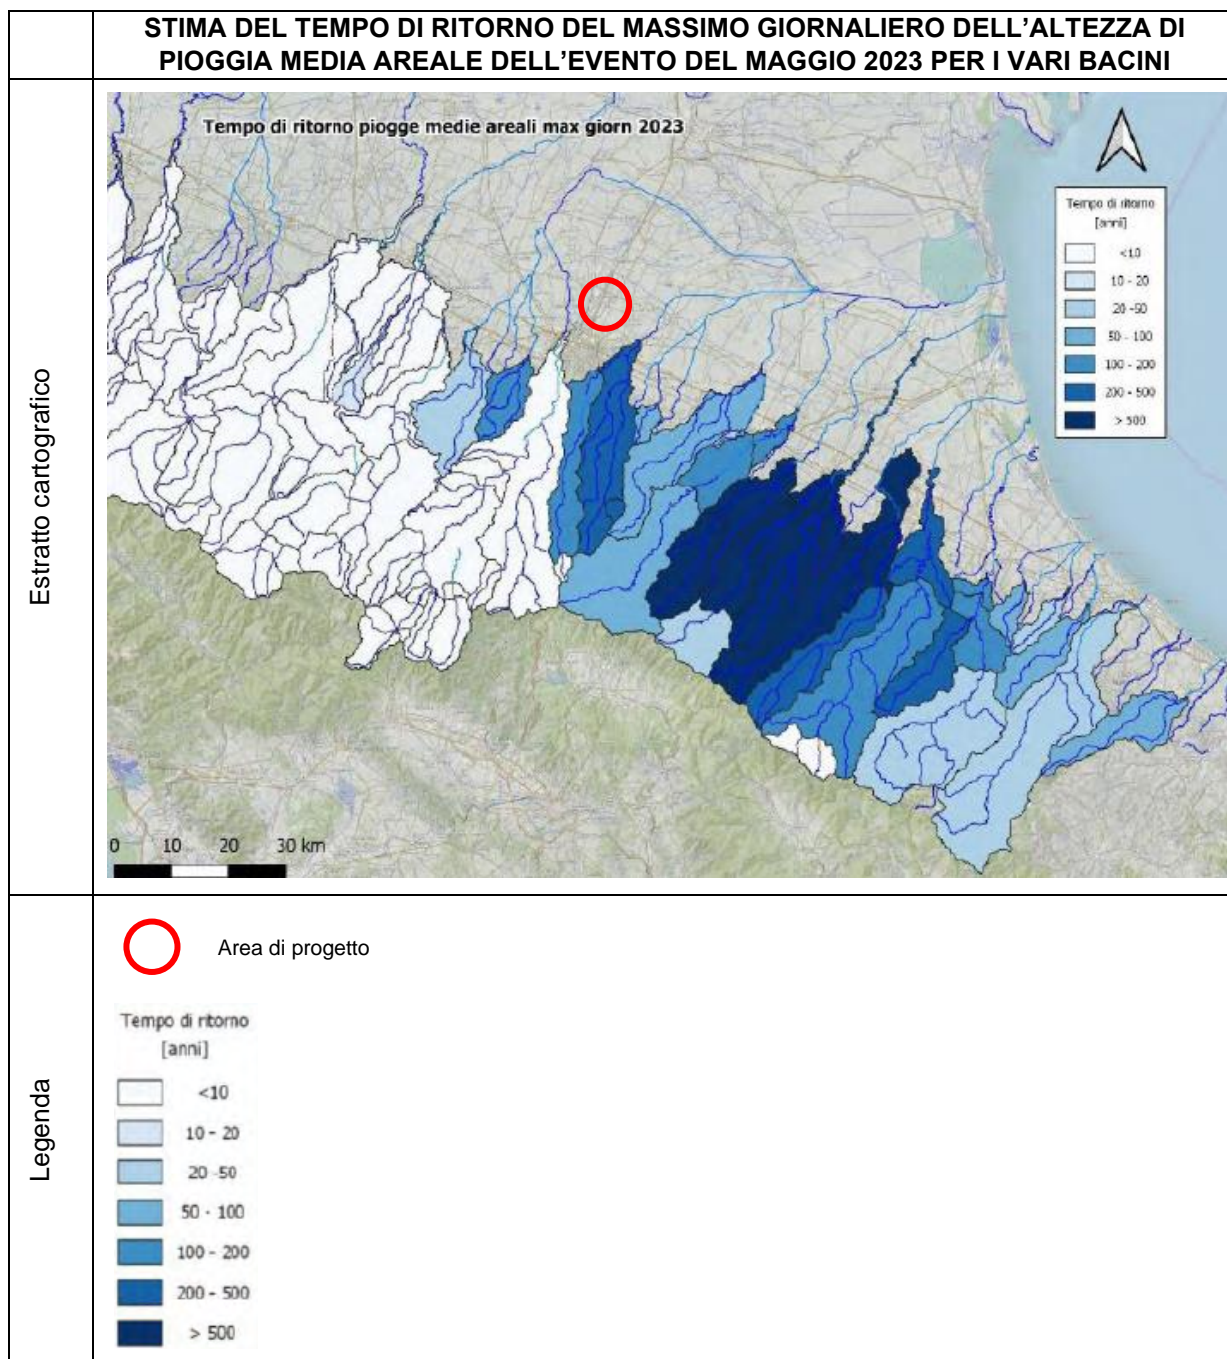 STIMA DEL TEMPO DI RITORNO DEL MASSIMO GIORNALIERO DELL'ALTEZZA DI
PIOGGIA MEDIA AREALE DELL'EVENTO DEL MAGGIO 2023 PER I VARI BACINI
Estratto cartografico
Tempo di ritorno piogge medie areali max giorn 2023
Tempo di ritorno
[anni]
<10
10 - 20
20 -50
50 - 100
100 - 200
200 - 500
> 500
0 10 20 30 km
Legenda
Area di progetto
Tempo di ritorno
[anni]
<10
10 - 20
20 -50
50 - 100
100 - 200
200 - 500
> 500